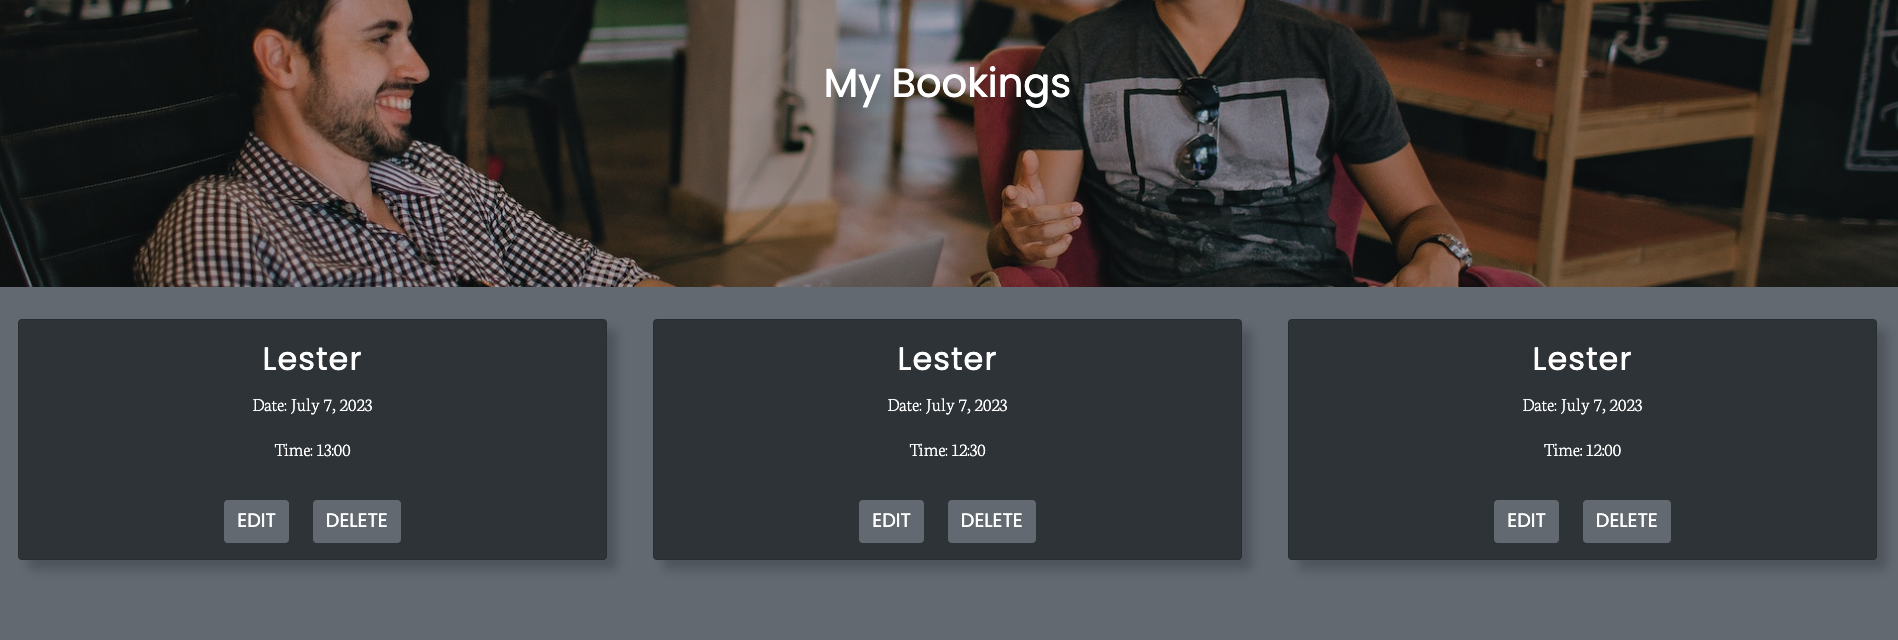 My Bookings
Lester
Date: July 7, 2023
Time: 13:00
EDIT DELETE
Lester
Date: July 7, 2023
Time: 12:30
EDIT DELETE
Lester
Date: July 7, 2023
Time: 12:00
EDIT DELETE